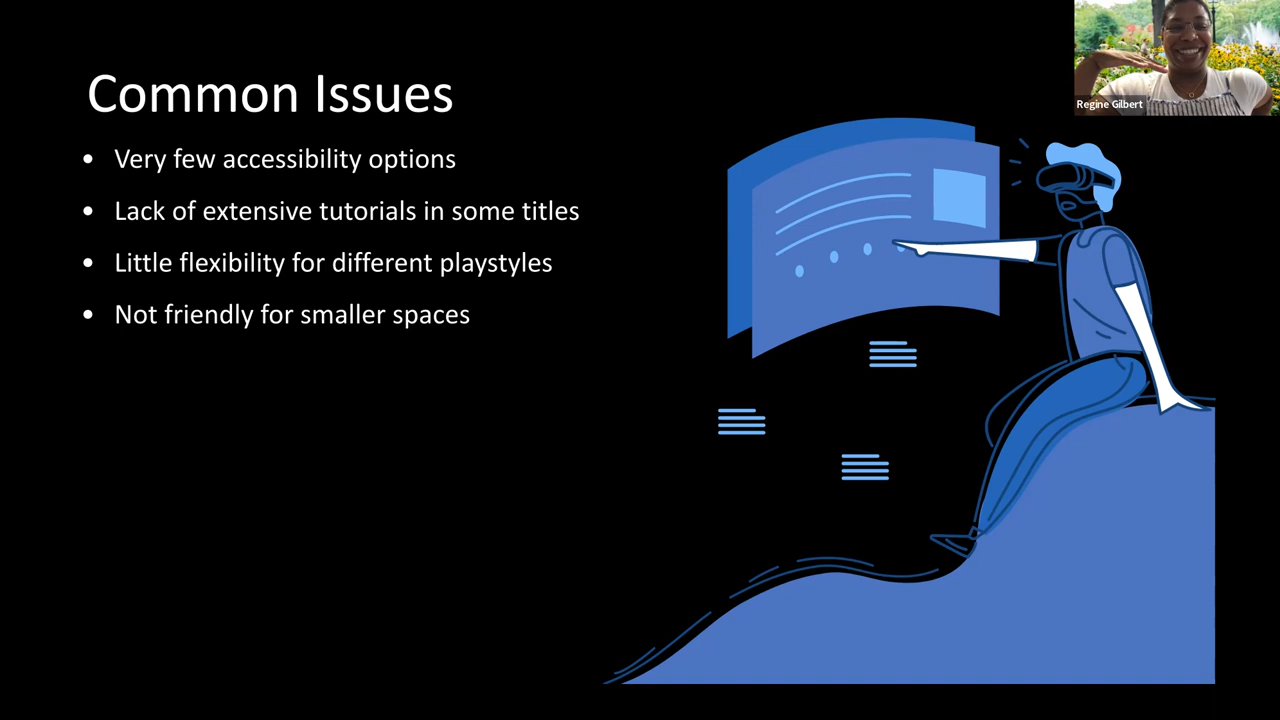 Common Issues
• Very few accessibility options
• Lack of extensive tutorials in some titles
• Little flexibility for different playstyles
• Not friendly for smaller spaces
Regine Gilbert